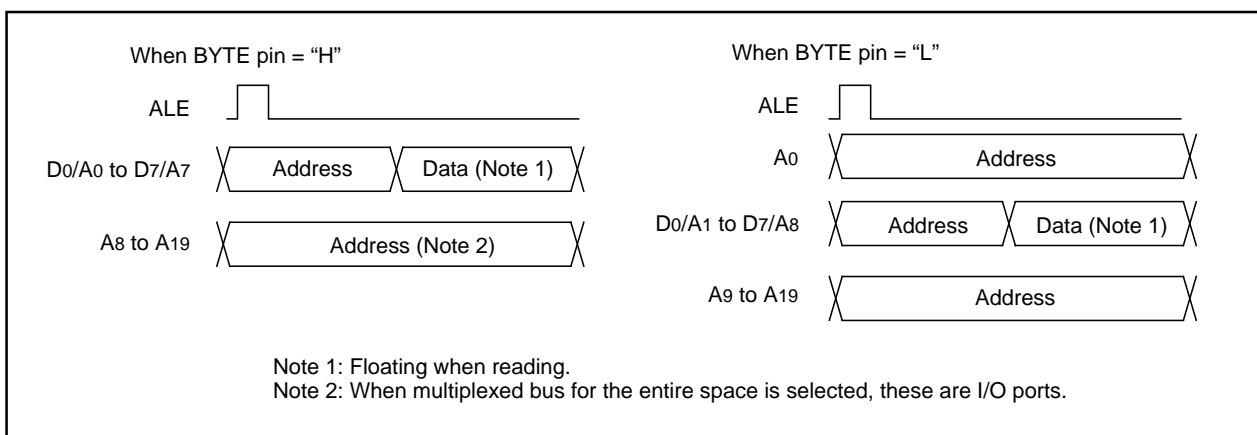 When BYTE pin = “H”
ALE
D0/A0 to D7/A7
Address
Data (Note 1)
A8 to A19
Address (Note 2)
When BYTE pin = “L”
ALE
A0
Address
D0/A1 to D7/A8
Address
Data (Note 1)
A9 to A19
Address
Note 1: Floating when reading.
Note 2: When multiplexed bus for the entire space is selected, these are I/O ports.